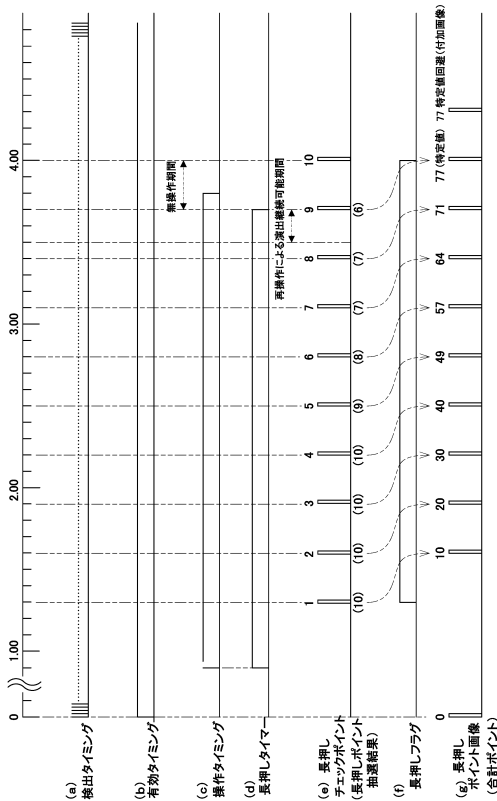 0 1.00 2.00 3.00 4.00
(a)
検出タイミング
(b)
有効タイミング
(c)
操作タイミング
無操作期間
(d)
長押しタイマー
再操作による演出継続可能期間
(e) 長押し
チェックポイント
(長押しポイント
抽選結果)
1 2 3 4 5 6 7 8 9 10
(10) (10) (10) (10) (9) (8) (7) (7) (6)
(f)
長押しフラグ
(g) 長押し
ポイント画像
(合計ポイント)
0 10 20 30 40 49 57 64 71 77 (特定値) 77 特定値回避(付加画像)